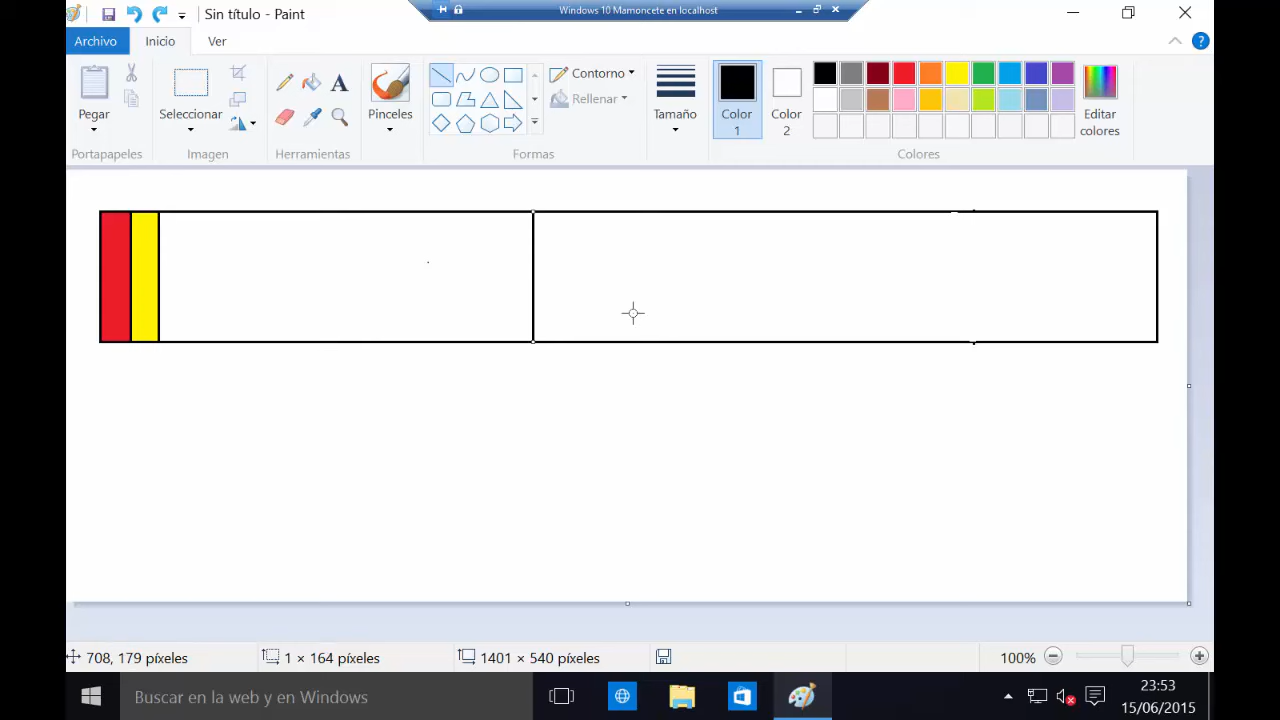 Sin título - Paint
Windows 10 Mamoncete en localhost
Archivo
Inicio
Ver
Pegar
Seleccionar
Pinceles
Contorno
Rellenar
Tamaño
Color
1
Color
2
Editar
colores
Portapapeles
Imagen
Herramientas
Formas
Colores
708, 179 píxeles
1 × 164 píxeles
1401 × 540 píxeles
100%
Buscar en la web y en Windows
23:53
15/06/2015